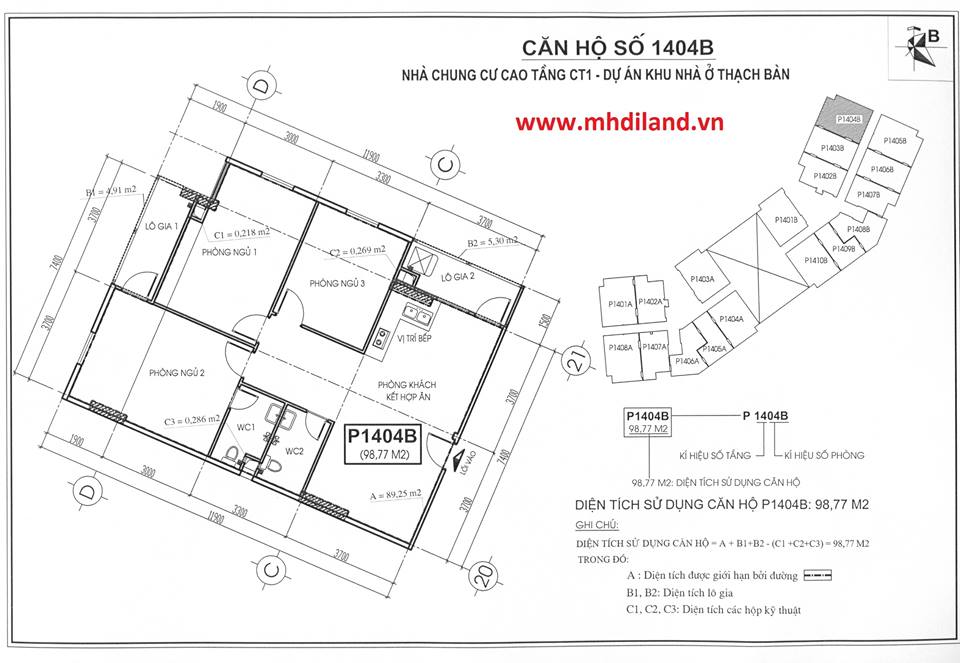 CĂN HỘ SỐ 1404B
NHÀ CHUNG CƯ CAO TẦNG CT1 - DỰ ÁN KHU NHÀ Ở THẠCH BÀN
www.mhdiland.vn
B
D
1900
3000
11900
3300
C
3700
B1 = 4,91 m2
3700
7400
3700
LÔ GIA 1
C1 = 0,218 m2
PHÒNG NGỦ 1
C2 = 0,269 m2
PHÒNG NGỦ 3
B2 = 5,30 m2
LÔ GIA 2
1500
21
VỊ TRÍ BẾP
PHÒNG NGỦ 2
PHÒNG KHÁCH
KẾT HỢP ĂN
3700
7400
3700
C3 = 0,286 m2
WC1
WC2
P1404B
(98,77 M2)
LỐI VÀO
A = 89,25 m2
1900
3000
11900
3300
3700
D
C
20
P1404B
P1403B
P1402B
P1405B
P1406B
P1407B
P1401B
P1408B
P1409B
P1410B
P1403A
P1401A
P1402A
P1404A
P1405A
P1406A
P1408A
P1407A
P1404B
98,77 M2
P 1404B
KÍ HIỆU SỐ TẦNG
KÍ HIỆU SỐ PHÒNG
98,77 M2: DIỆN TÍCH SỬ DỤNG CĂN HỘ
DIỆN TÍCH SỬ DỤNG CĂN HỘ P1404B: 98,77 M2
GHI CHÚ:
DIỆN TÍCH SỬ DỤNG CĂN HỘ = A + B1+B2 - (C1 +C2+C3) = 98,77 M2
TRONG ĐÓ:
A : Diện tích được giới hạn bởi đường
B1, B2: Diện tích lô gia
C1, C2, C3: Diện tích các hộp kỹ thuật